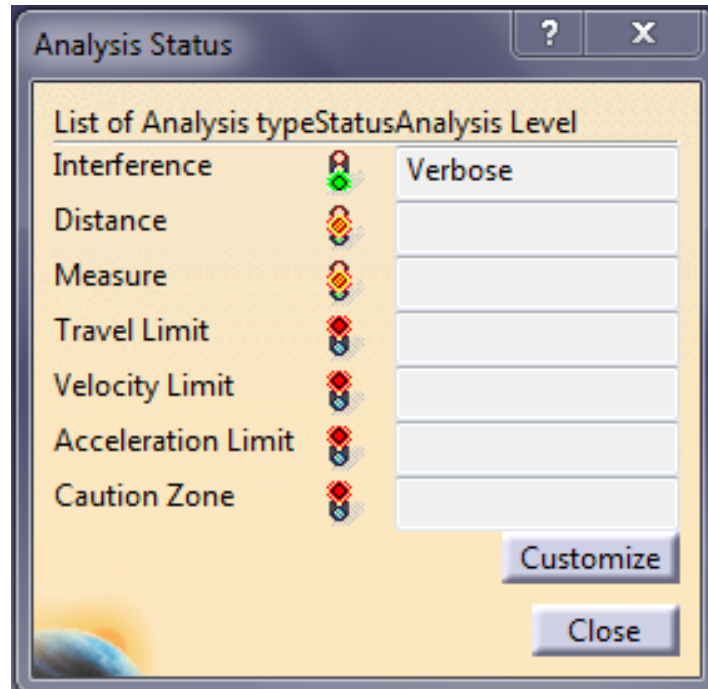 Analysis Status ? x
List of Analysis typeStatusAnalysis Level
Interference Verbose
Distance
Measure
Travel Limit
Velocity Limit
Acceleration Limit
Caution Zone
Customize
Close